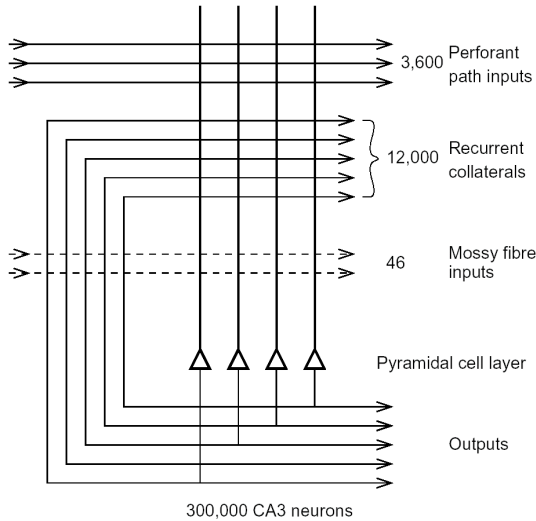 3,600 Perforant
path inputs
12,000 Recurrent
collaterals
46 Mossy fibre
inputs
Pyramidal cell layer
Outputs
300,000 CA3 neurons